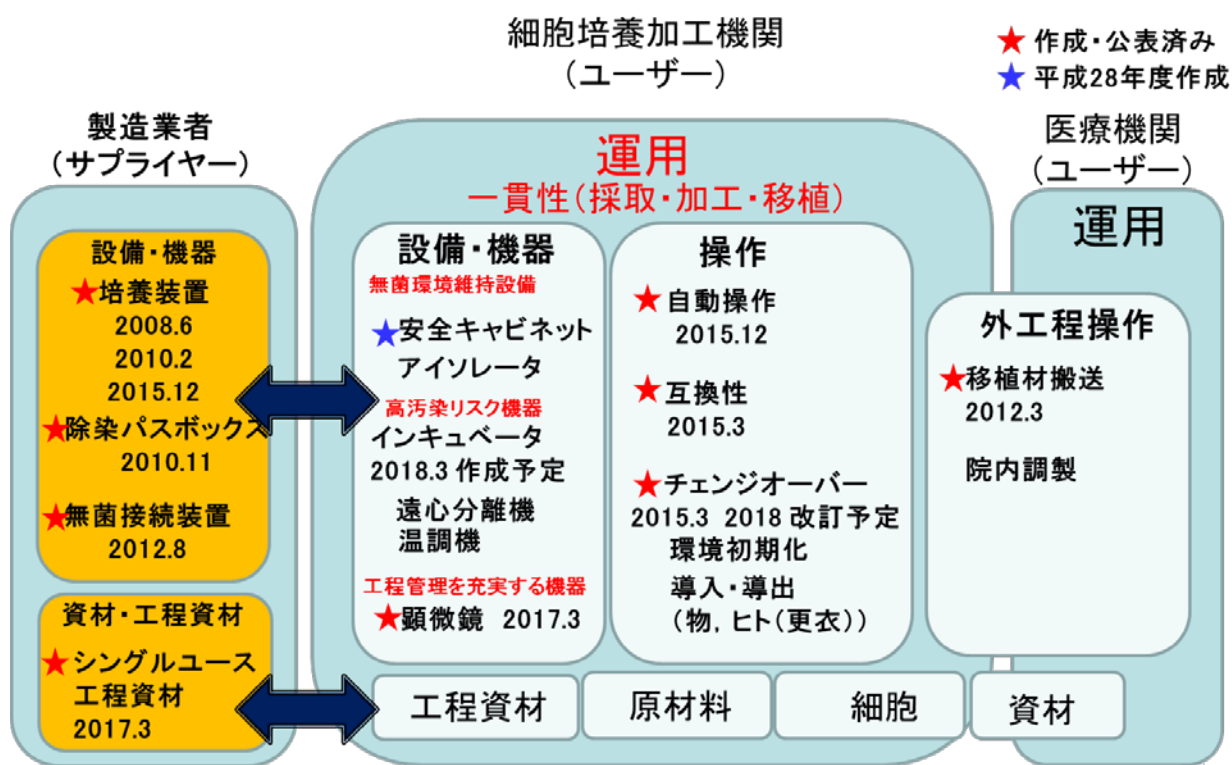 細胞培養加工機関
（ユーザー）
★ 作成・公表済み
★ 平成28年度作成
製造業者
（サプライヤー）
設備・機器
★培養装置
2008.6
2010.2
2015.12
★除染パスボックス
2010.11
★無菌接続装置
2012.8
資材・工程資材
★シングルユース
工程資材
2017.3
運用
一貫性（採取・加工・移植）
設備・機器
無菌環境維持設備
★安全キャビネット
アイソレータ
高汚染リスク機器
インキュベータ
2018.3 作成予定
遠心分離機
温調機
工程管理を充実する機器
★顕微鏡 2017.3
操作
★自動操作
2015.12
★互換性
2015.3
★チェンジオーバー
2015.3 2018 改訂予定
環境初期化
導入・導出
（物，ヒト（更衣））
医療機関
（ユーザー）
運用
外工程操作
★移植材搬送
2012.3
院内調製
工程資材
原材料
細胞
資材